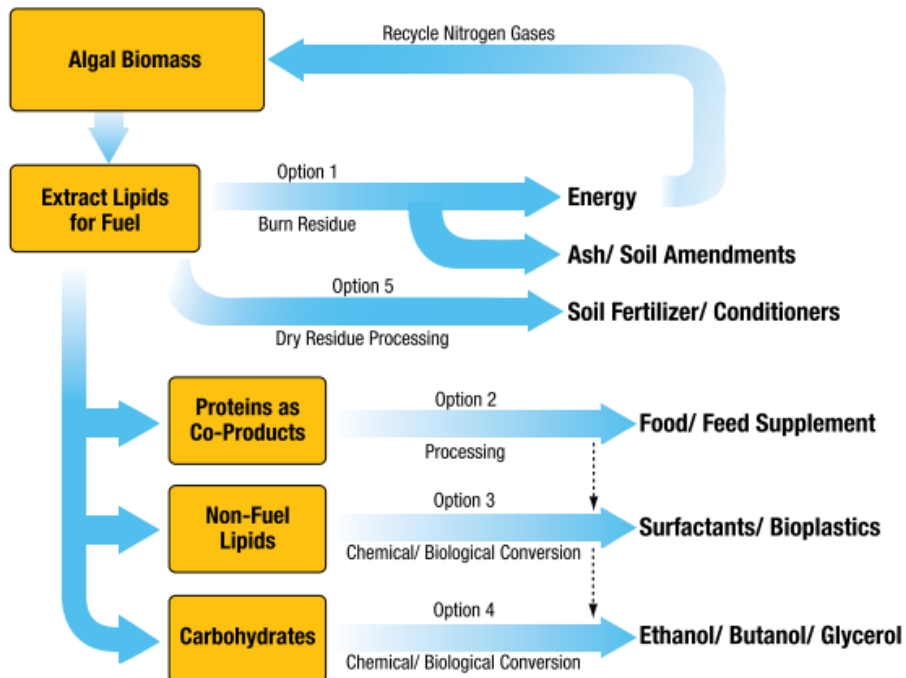 Recycle Nitrogen Gases
Algal Biomass
Option 1
Extract Lipids
for Fuel
Energy
Burn Residue
Ash/ Soil Amendments
Option 5
Soil Fertilizer/ Conditioners
Dry Residue Processing
Proteins as
Co-Products
Option 2
Food/ Feed Supplement
Processing
Non-Fuel
Lipids
Option 3
Surfactants/ Bioplastics
Chemical/ Biological Conversion
Carbohydrates
Option 4
Ethanol/ Butanol/ Glycerol
Chemical/ Biological Conversion